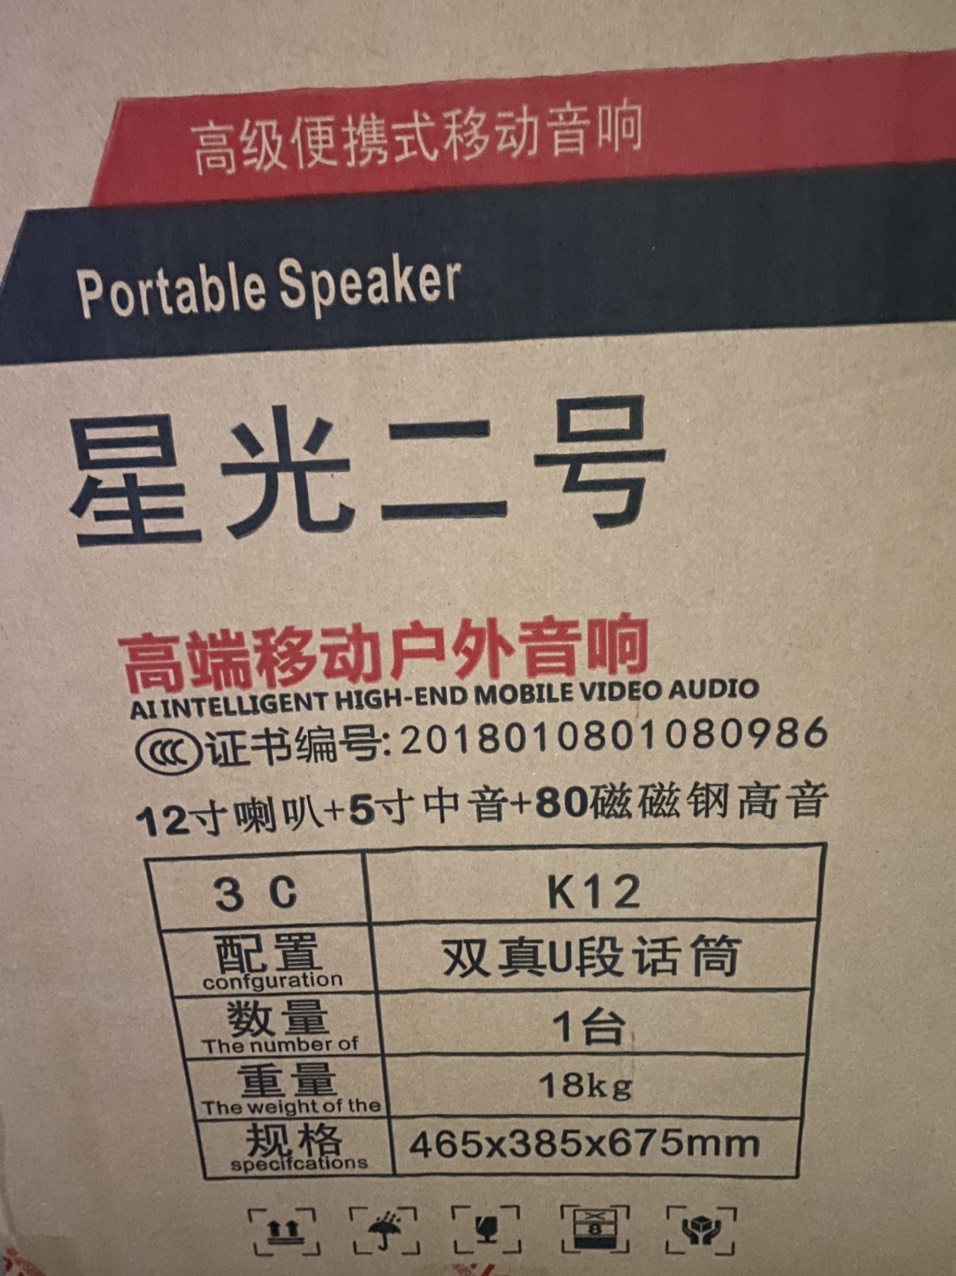 高级便携式移动音响
Portable Speaker
星光二号
高端移动户外音响
AI INTELLIGENT HIGH-END MOBILE VIDEO AUDIO
CCC证书编号:2018010801080986
12寸喇叭+5寸中音+80磁磁钢高音
3 C K12
配置 双真U段话筒
confguration
数量 1台
The number of
重量 18kg
The weight of the
规格 465x385x675mm
specifcations
8